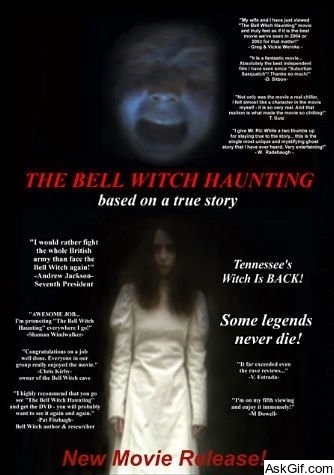 "My wife and I have just viewed
"The Bell Witch Haunting" movie
and truly feel as if it is the best
movie we've seen in 2004 or
2003 for that matter!"
- Greg & Vickie Wernke -
"It is a fantastic movie..
Absolutely the best independent
film I have seen since "Suburban
Sasquatch"! Thanks so much!"
"Not only was the movie a real chiller,
I felt almost like a character in the movie
myself - it is so very real. And that
realism is what made the movie so chilling!"
T. Gotz
"I give Mr. Ric White a two thumbs up
for staying true to the story... this is the
single most unique and mystifying ghost
story that I have ever heard. Very entertaining!"
THE BELL WITCH HAUNTING
based on a true story
"I would rather fight
the whole British
army than face the
Bell Witch again!"
-Andrew Jackson-
Seventh President
Tennessee's
Witch Is BACK!
"AWESOME JOB...
I'm promoting "The Bell Witch
Haunting" everywhere I go!"
-Shaman Windwalker-
Some legends
never die!
"Congratulations on a job
well done. Everyone in our
group really enjoyed the movie."
-Chris Kirby-
owner of the Bell Witch cave
"It far exceeded even
the rave reviews..."
-V. Estrada-
"I highly recommend that you go
see "The Bell Witch Haunting"
and get the DVD - you will probably
want to see it again and again!"
-Pat Fitzhugh-
Bell Witch author & researcher
"I'm on my fifth viewing
and enjoy it immensely!"
-M Dowell-
New Movie Release!
AskGif.com